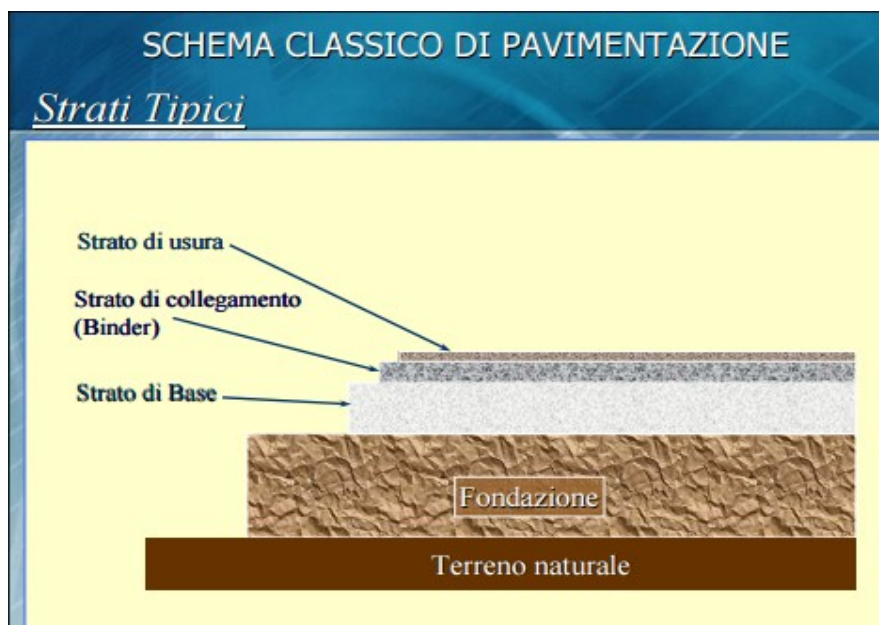 SCHEMA CLASSICO DI PAVIMENTAZIONE
Strati Tipici
Strato di usura
Strato di collegamento
(Binder)
Strato di Base
Fondazione
Terreno naturale